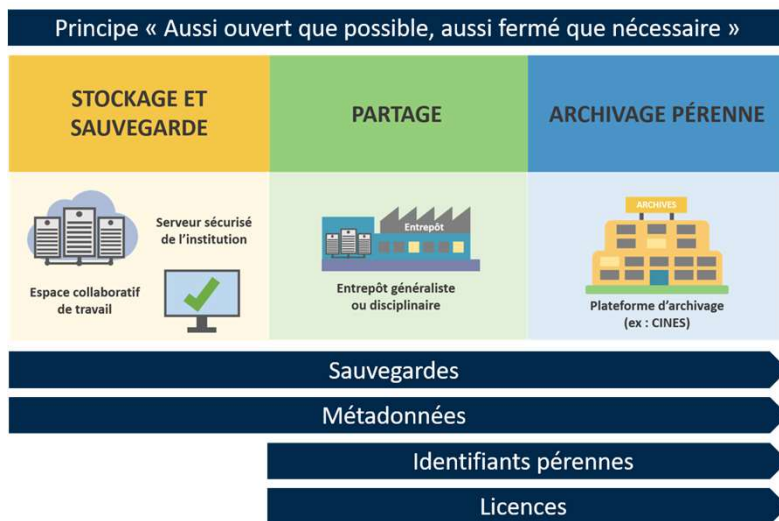 Principe « Aussi ouvert que possible, aussi fermé que nécessaire »
STOCKAGE ET
SAUVEGARDE
PARTAGE
ARCHIVAGE PÉRENNE
Serveur sécurisé
de l’institution
Espace collaboratif
de travail
Entrepôt
Entrepôt généraliste
ou disciplinaire
ARCHIVES
Plateforme d’archivage
(ex : CINES)
Sauvegardes
Métadonnées
Identifiants pérennes
Licences